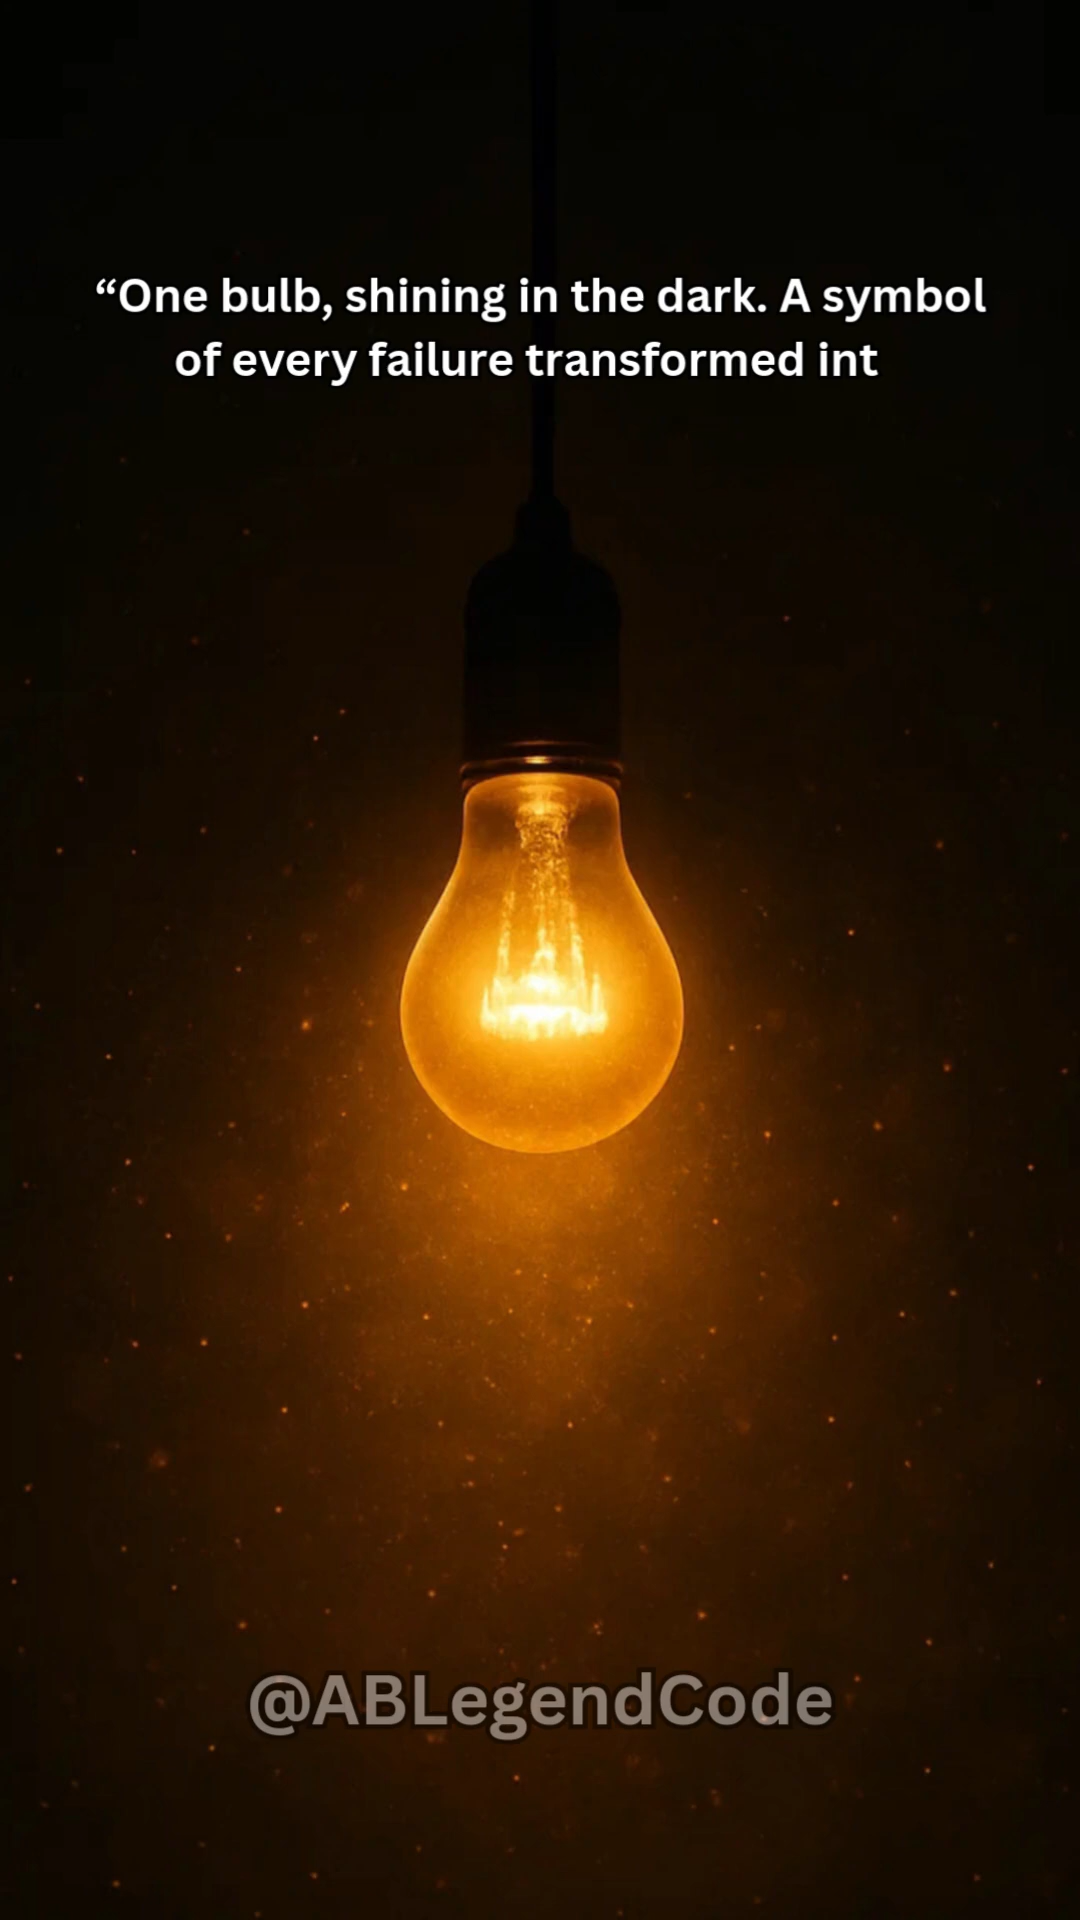 “One bulb, shining in the dark. A symbol
of every failure transformed int
@ABLegendCode